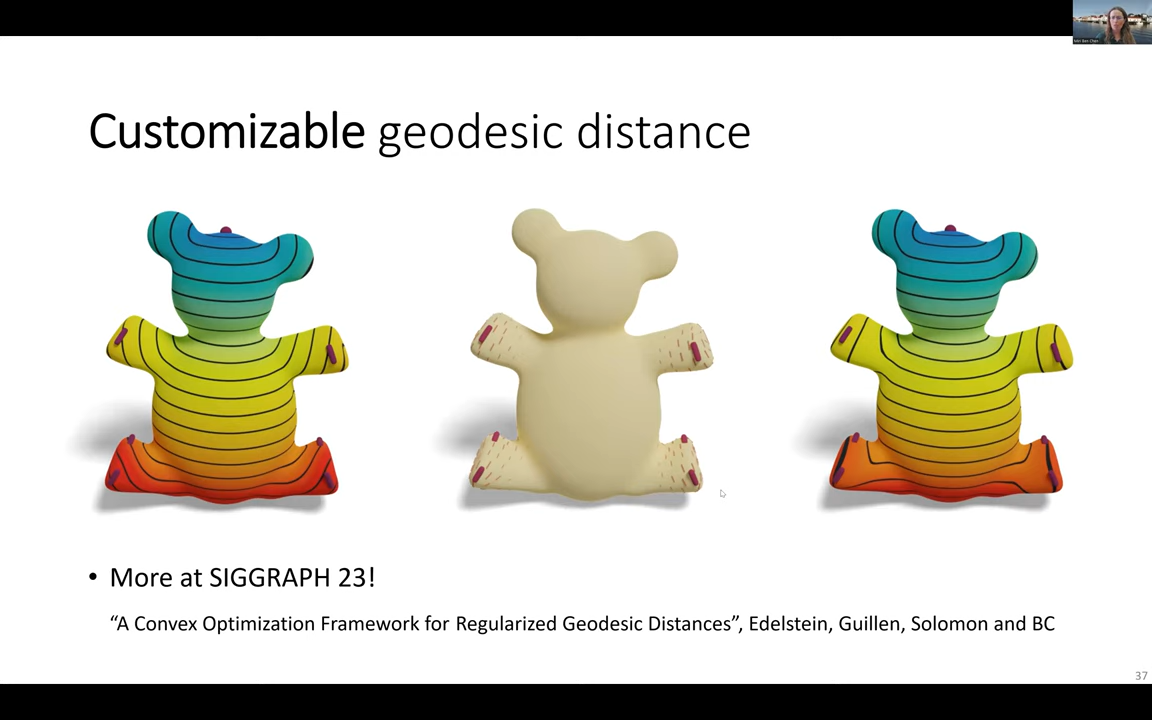 Customizable geodesic distance
• More at SIGGRAPH 23!
“A Convex Optimization Framework for Regularized Geodesic Distances”, Edelstein, Guillen, Solomon and BC
37